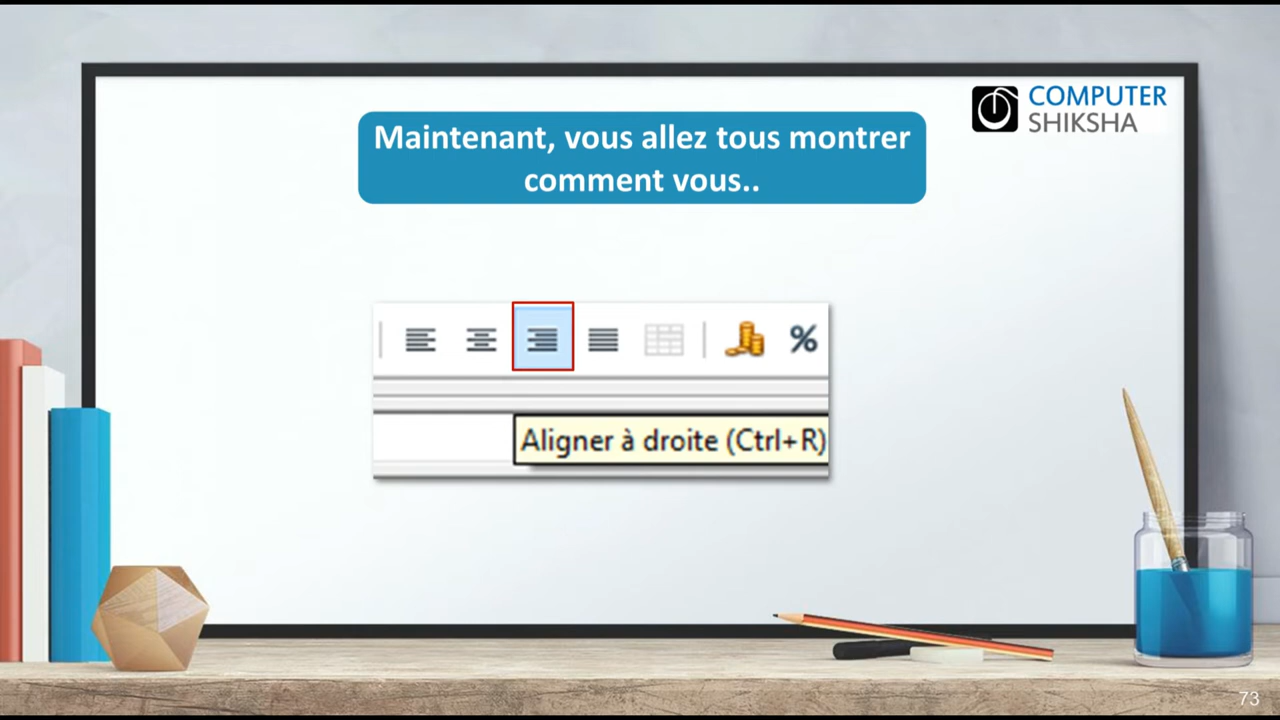 COMPUTER
SHIKSHA
Maintenant, vous allez tous montrer
comment vous..
%
Aligner à droite (Ctrl+R)
73